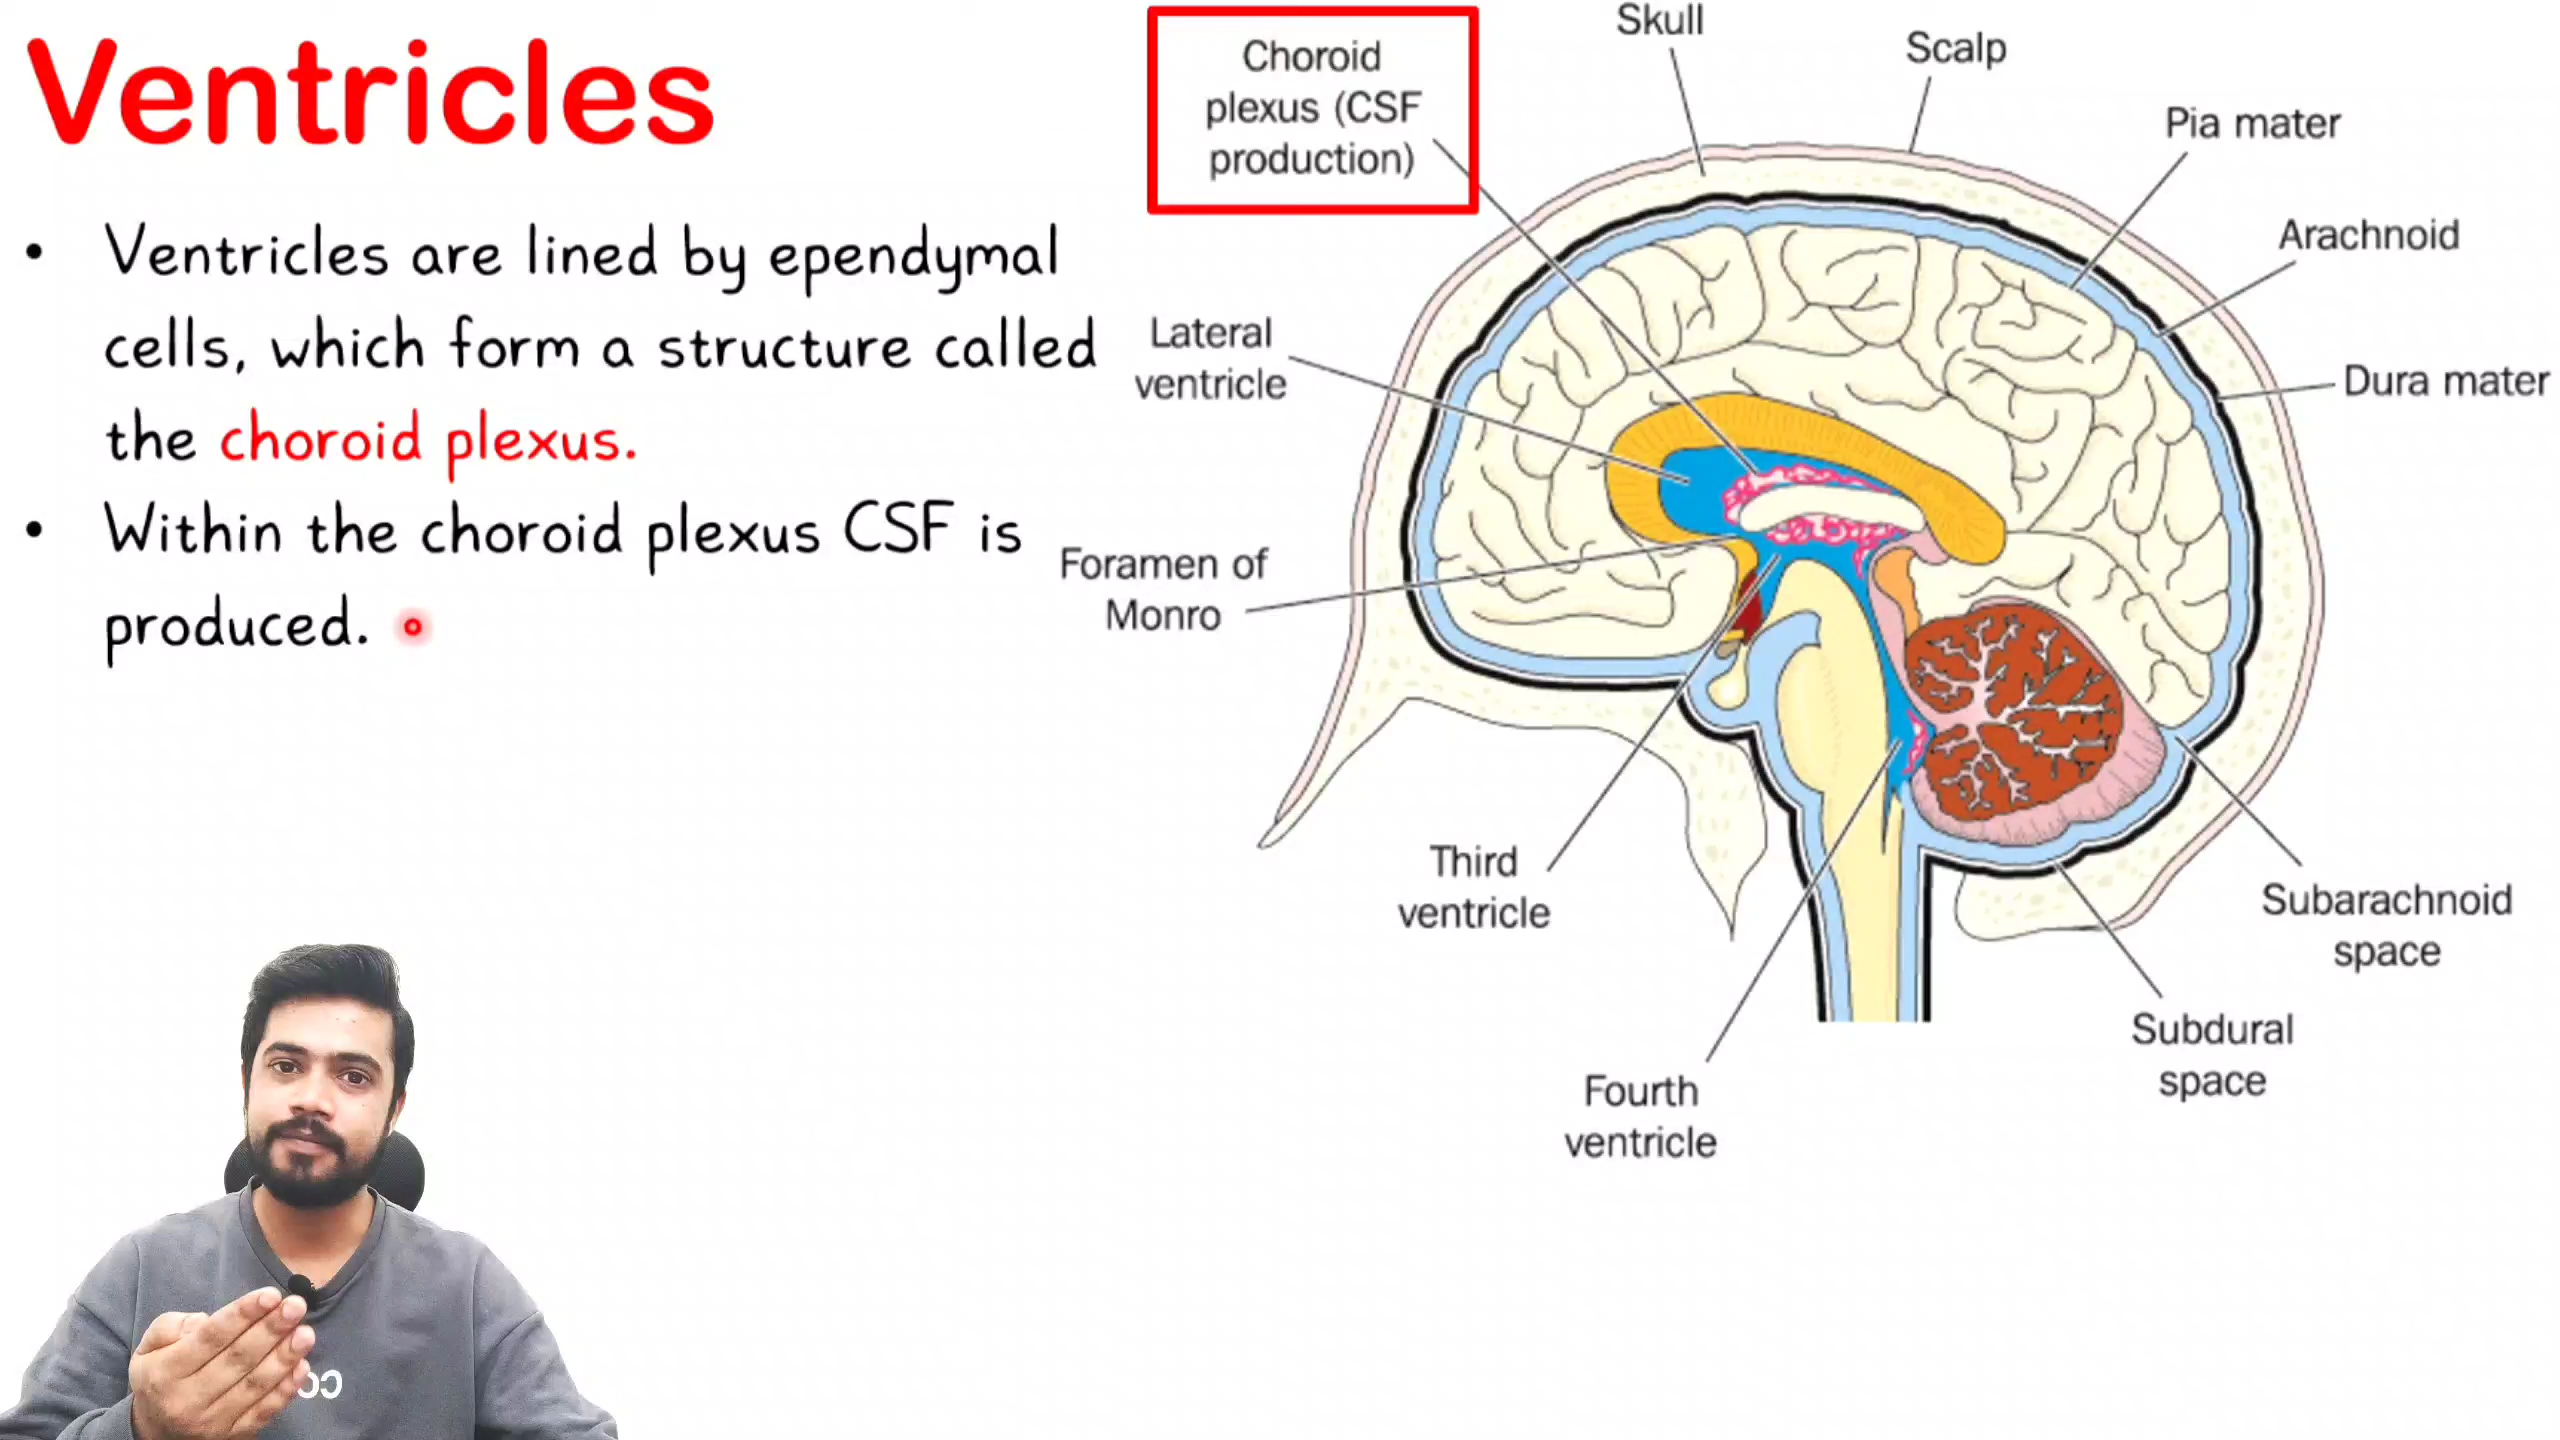 Ventricles
• Ventricles are lined by ependymal
cells, which form a structure called
the choroid plexus.
• Within the choroid plexus CSF is
produced.
Choroid
plexus (CSF
production)
Skull
Scalp
Pia mater
Arachnoid
Dura mater
Lateral
ventricle
Foramen of
Monro
Third
ventricle
Fourth
ventricle
Subarachnoid
space
Subdural
space